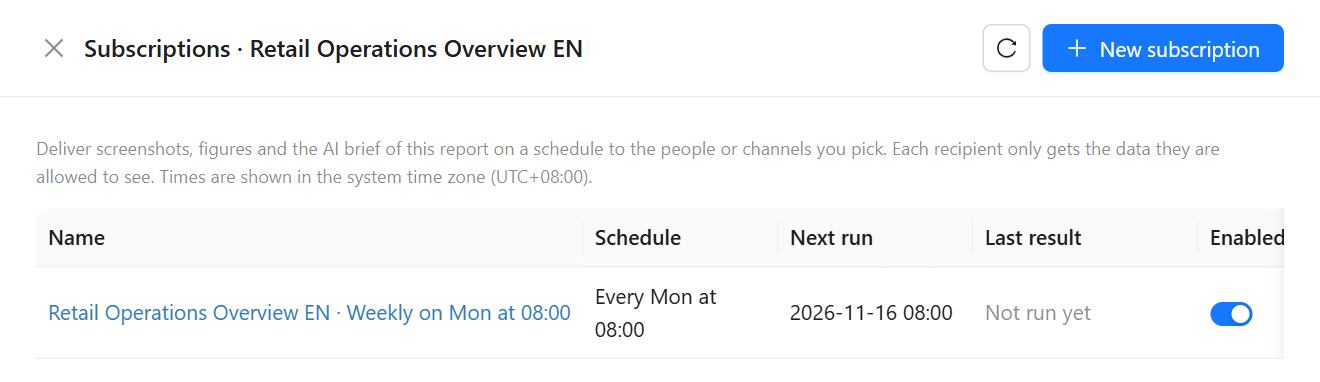 Subscriptions · Retail Operations Overview EN
New subscription
Deliver screenshots, figures and the AI brief of this report on a schedule to the people or channels you pick. Each recipient only gets the data they are
allowed to see. Times are shown in the system time zone (UTC+08:00).
Name Schedule Next run Last result Enabled
Retail Operations Overview EN · Weekly on Mon at 08:00 Every Mon at 08:00 2026-11-16 08:00 Not run yet